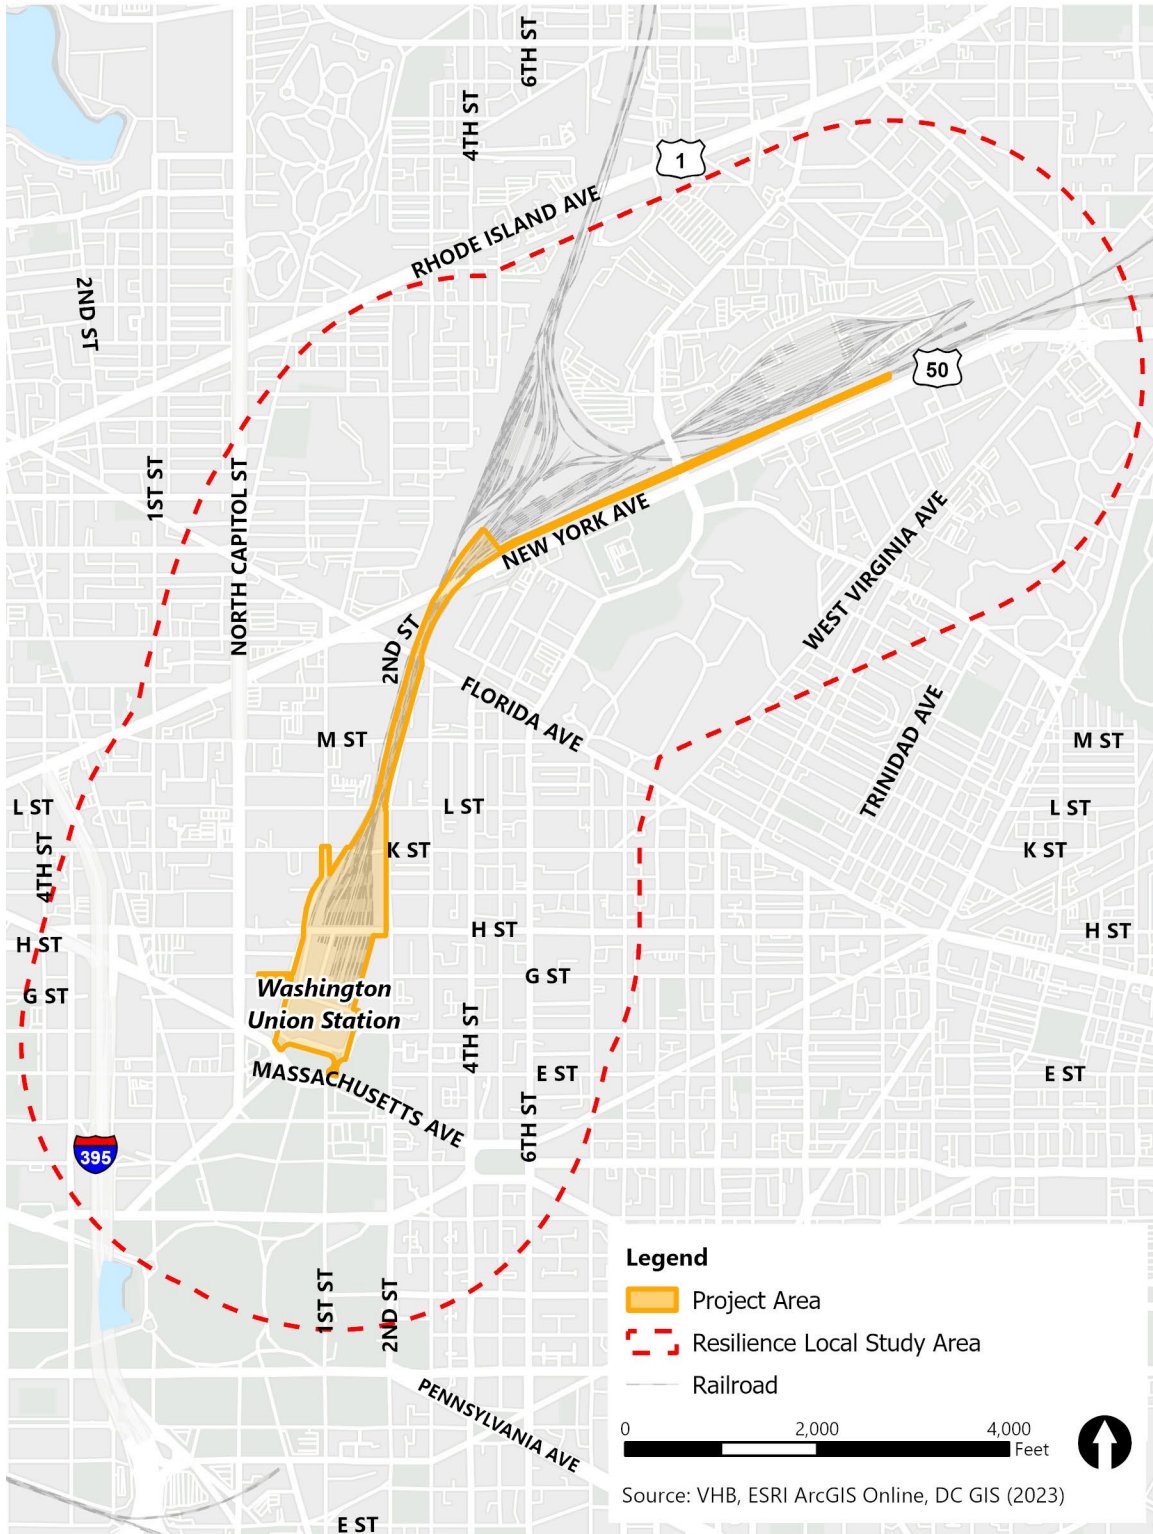 6TH ST
4TH ST
1
RHODE ISLAND AVE
2ND ST
50
1ST ST
NORTH CAPITOL ST
NEW YORK AVE
WEST VIRGINIA AVE
2ND ST
FLORIDA AVE
TRINIDAD AVE
M ST
M ST
L ST
L ST
L ST
4TH ST
K ST
K ST
H ST
H ST
H ST
G ST
G ST
Washington
Union Station
4TH ST
E ST
E ST
MASSACHUSETTS AVE
6TH ST
395
1ST ST
2ND ST
PENNSYLVANIA AVE
E ST
Legend
Project Area
Resilience Local Study Area
Railroad
0 2,000 4,000
Feet
Source: VHB, ESRI ArcGIS Online, DC GIS (2023)